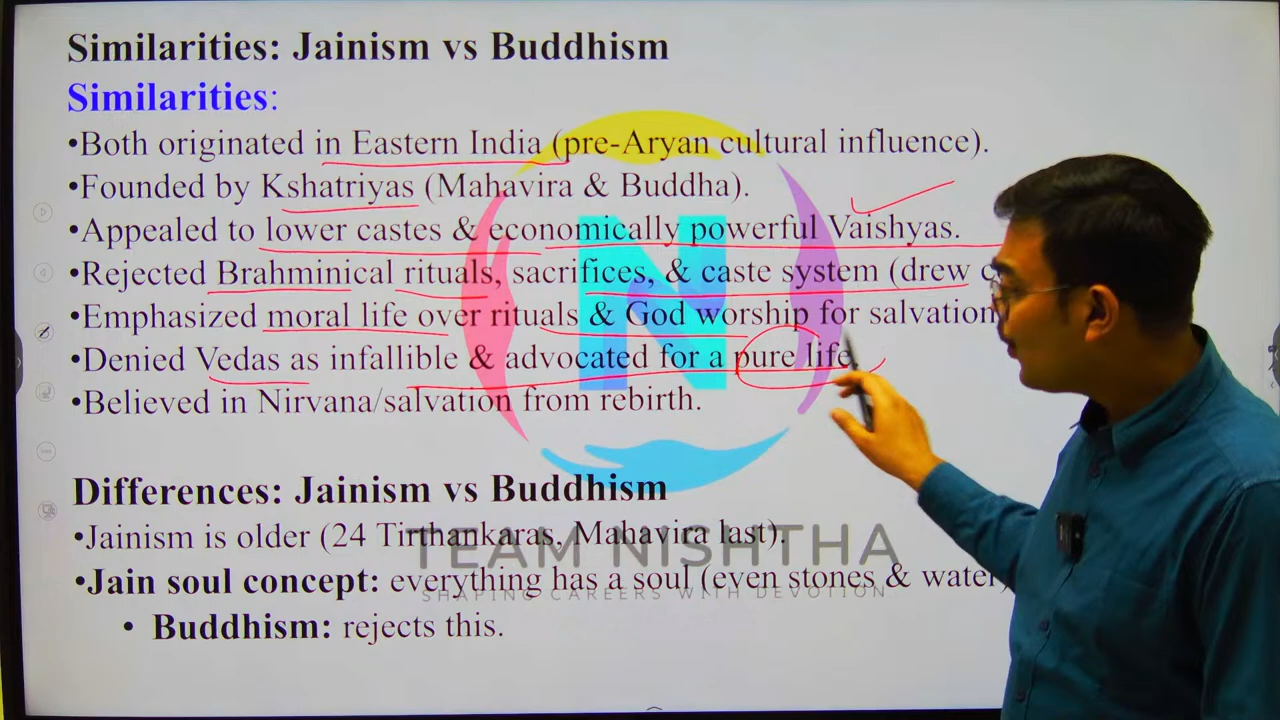 Similarities: Jainism vs Buddhism
Similarities:
•Both originated in Eastern India (pre-Aryan cultural influence).
•Founded by Kshatriyas (Mahavira & Buddha).
•Appealed to lower castes & economically powerful Vaishyas.
•Rejected Brahminical rituals, sacrifices, & caste system (drew
•Emphasized moral life over rituals & God worship for salvation
•Denied Vedas as infallible & advocated for a pure life
•Believed in Nirvana/salvation from rebirth.
Differences: Jainism vs Buddhism
•Jainism is older (24 Tirthankaras, Mahavira last).
•Jain soul concept: everything has a soul (even stones & water)
• Buddhism: rejects this.
N
TEAM NISHTHA
SHAPING CAREERS WITH DEVOTION